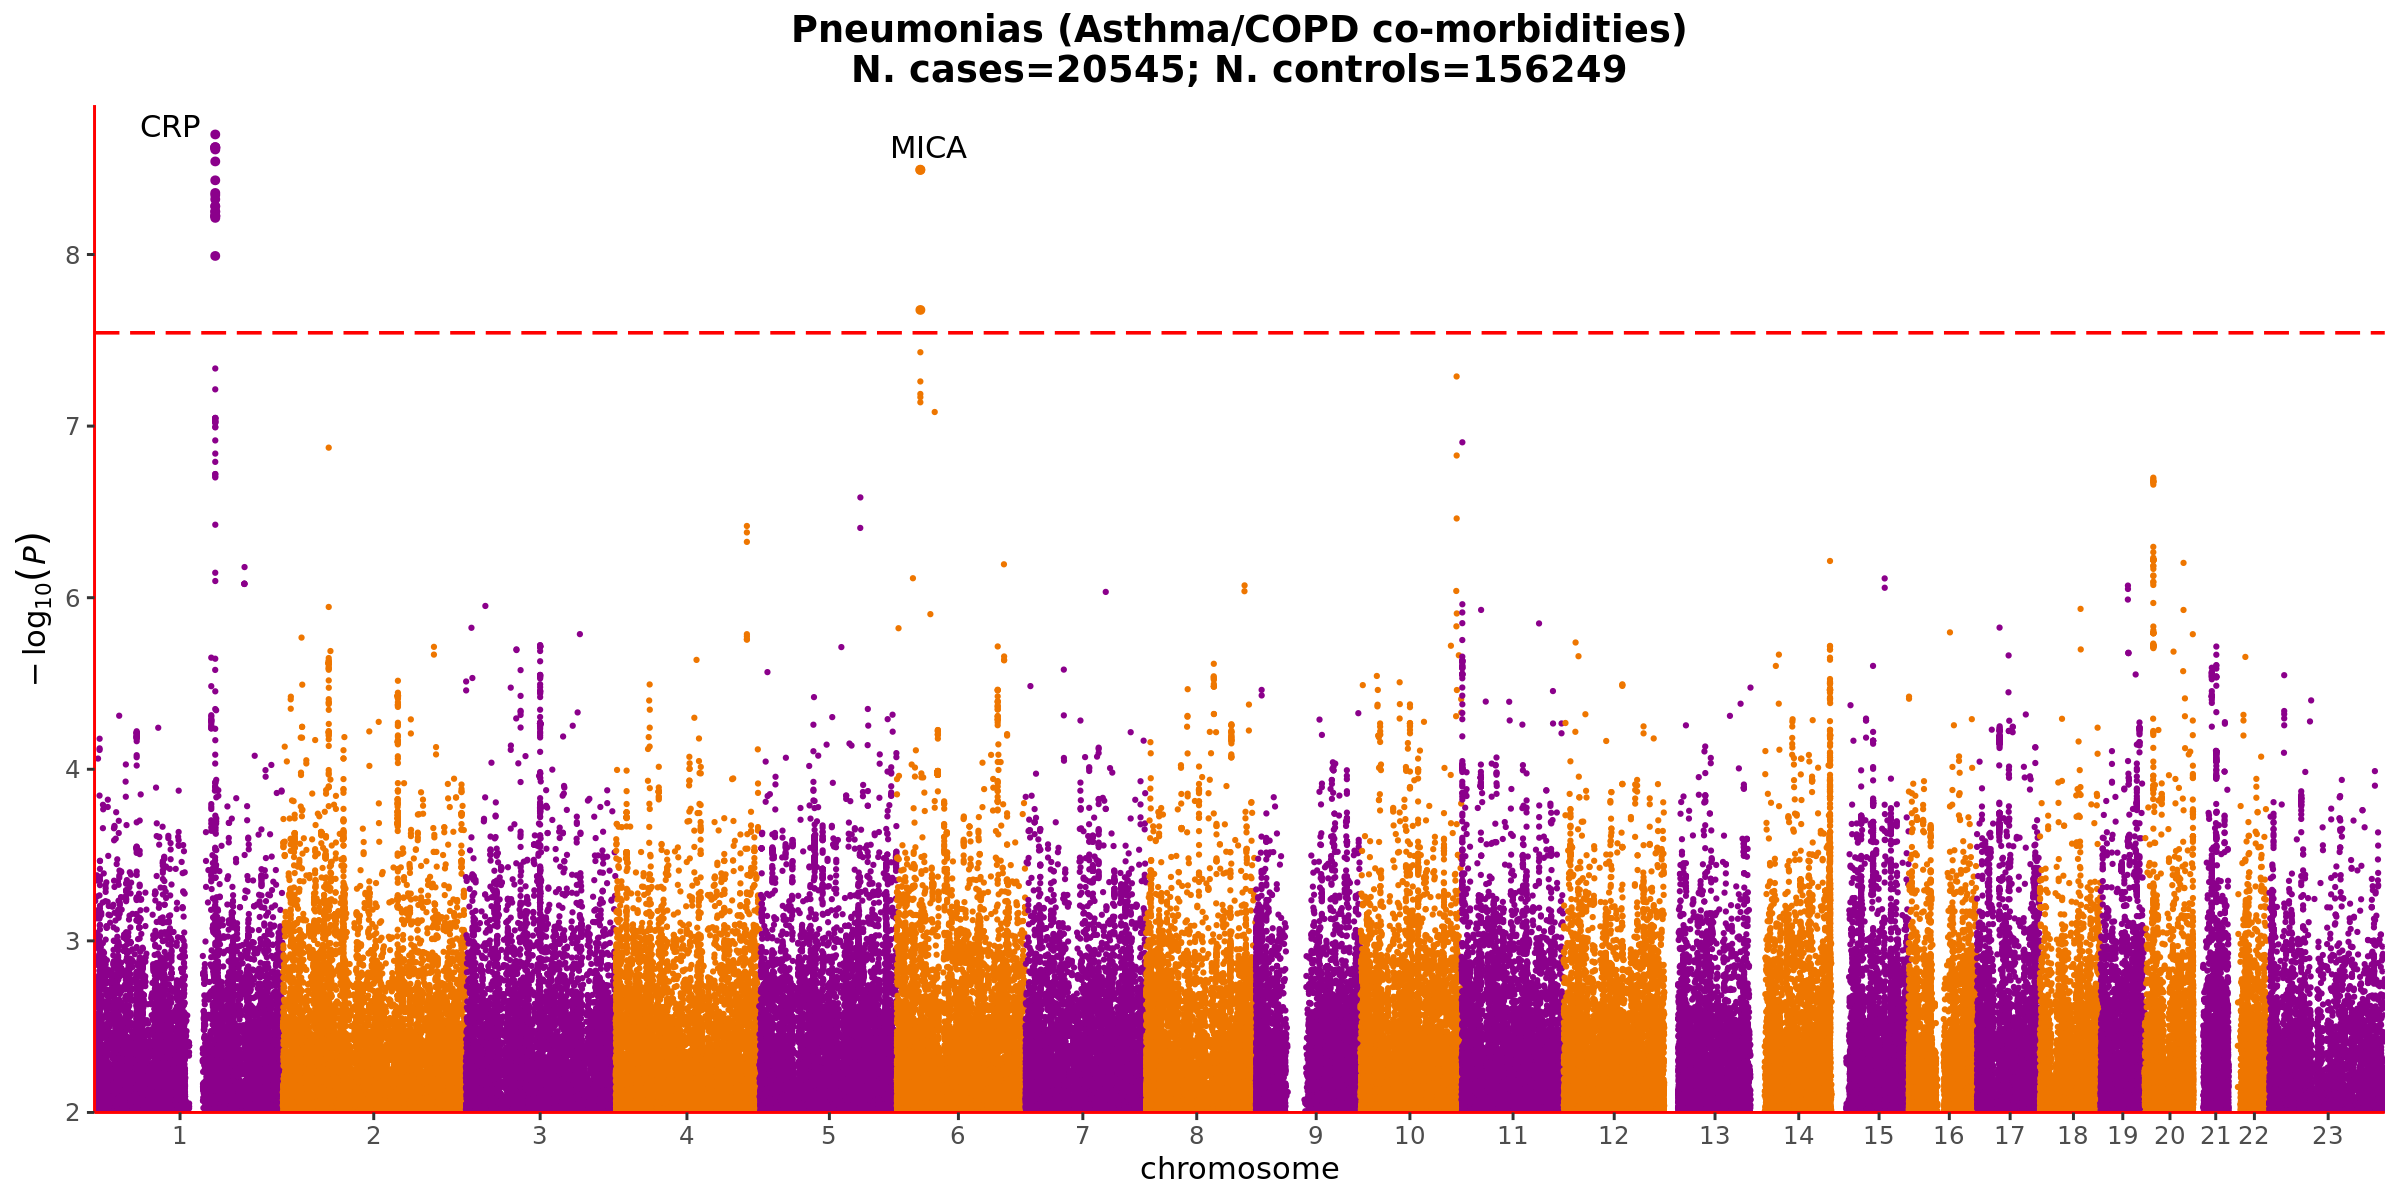 Pneumonias (Asthma/COPD co-morbidities)
N. cases=20545; N. controls=156249
CRP
MICA
8
7
6
4
3
2
− log₁₀(P)
1 2 3 4 5 6 7 8 9 10 11 12 13 14 15 16 17 18 19 20 21 22 23
chromosome